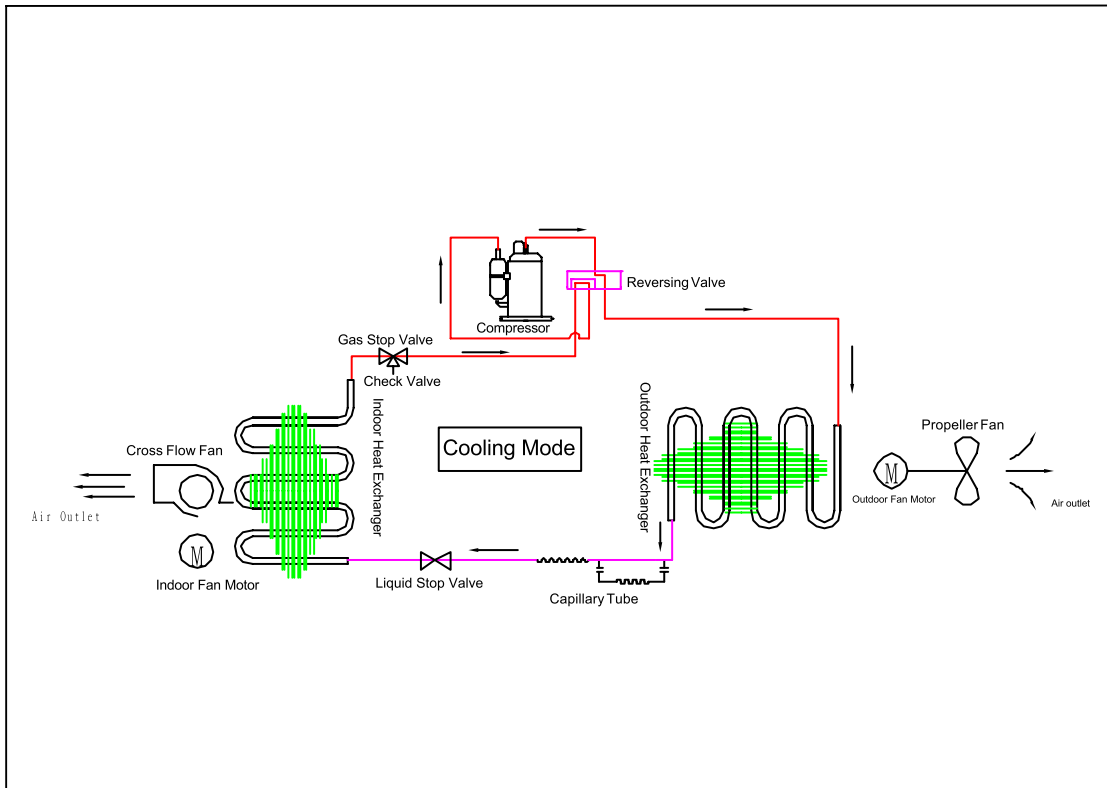 Reversing Valve
Compressor
Gas Stop Valve
Check Valve
Indoor Heat Exchanger
Outdoor Heat Exchanger
Cooling Mode
Propeller Fan
Cross Flow Fan
M
Outdoor Fan Motor
Air outlet
Air Outlet
M
Indoor Fan Motor
Liquid Stop Valve
Capillary Tube